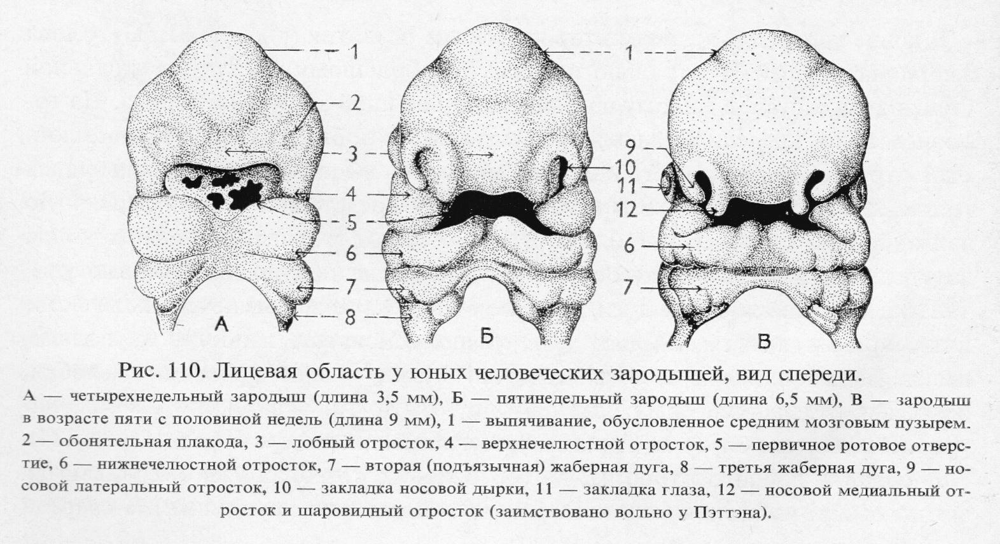 1
1
2
3
4
5
6
7
8
9
10
11
12
6
7
А
Б
В
Рис. 110. Лицевая область у юных человеческих зародышей, вид спереди.
А — четырехнедельный зародыш (длина 3,5 мм), Б — пятинедельный зародыш (длина 6,5 мм), В — зародыш
в возрасте пяти с половиной недель (длина 9 мм), 1 — выпячивание, обусловленное средним мозговым пузырем.
2 — обонятельная плакода, 3 — лобный отросток, 4 — верхнечелюстной отросток, 5 — первичное ротовое отверс-
тие, 6 — нижнечелюстной отросток, 7 — вторая (подъязычная) жаберная дуга, 8 — третья жаберная дуга, 9 — но-
совой латеральный отросток, 10 — закладка носовой дырки, 11 — закладка глаза, 12 — носовой медиальный от-
росток и шаровидный отросток (заимствовано вольно у Пэттэна).